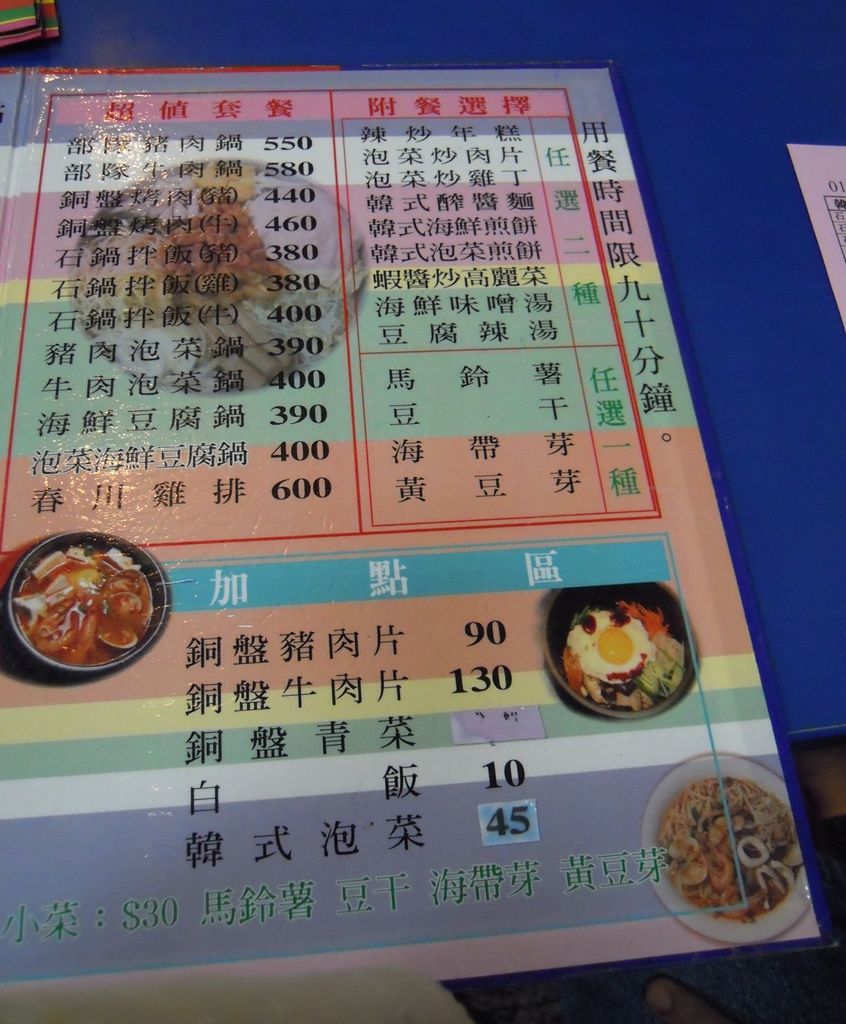 超值套餐
部隊豬肉鍋 550
部隊牛肉鍋 580
銅盤烤肉(豬) 440
銅盤烤肉(牛) 460
石鍋拌飯(豬) 380
石鍋拌飯(雞) 380
石鍋拌飯(牛) 400
豬肉泡菜鍋 390
牛肉泡菜鍋 400
海鮮豆腐鍋 390
泡菜海鮮豆腐鍋 400
春川雞排 600
附餐選擇
辣炒年糕
泡菜炒肉片
泡菜炒雞丁
韓式醡醬麵
韓式海鮮煎餅
韓式泡菜煎餅
蝦醬炒高麗菜
海鮮味噌湯
豆腐辣湯
任選二種
馬鈴薯
豆干
海帶芽
黃豆芽
任選一種
用餐時間限九十分鐘。
加點區
銅盤豬肉片 90
銅盤牛肉片 130
銅盤青菜
白飯 10
韓式泡菜 45
小菜：$30 馬鈴薯 豆干 海帶芽 黃豆芽
01